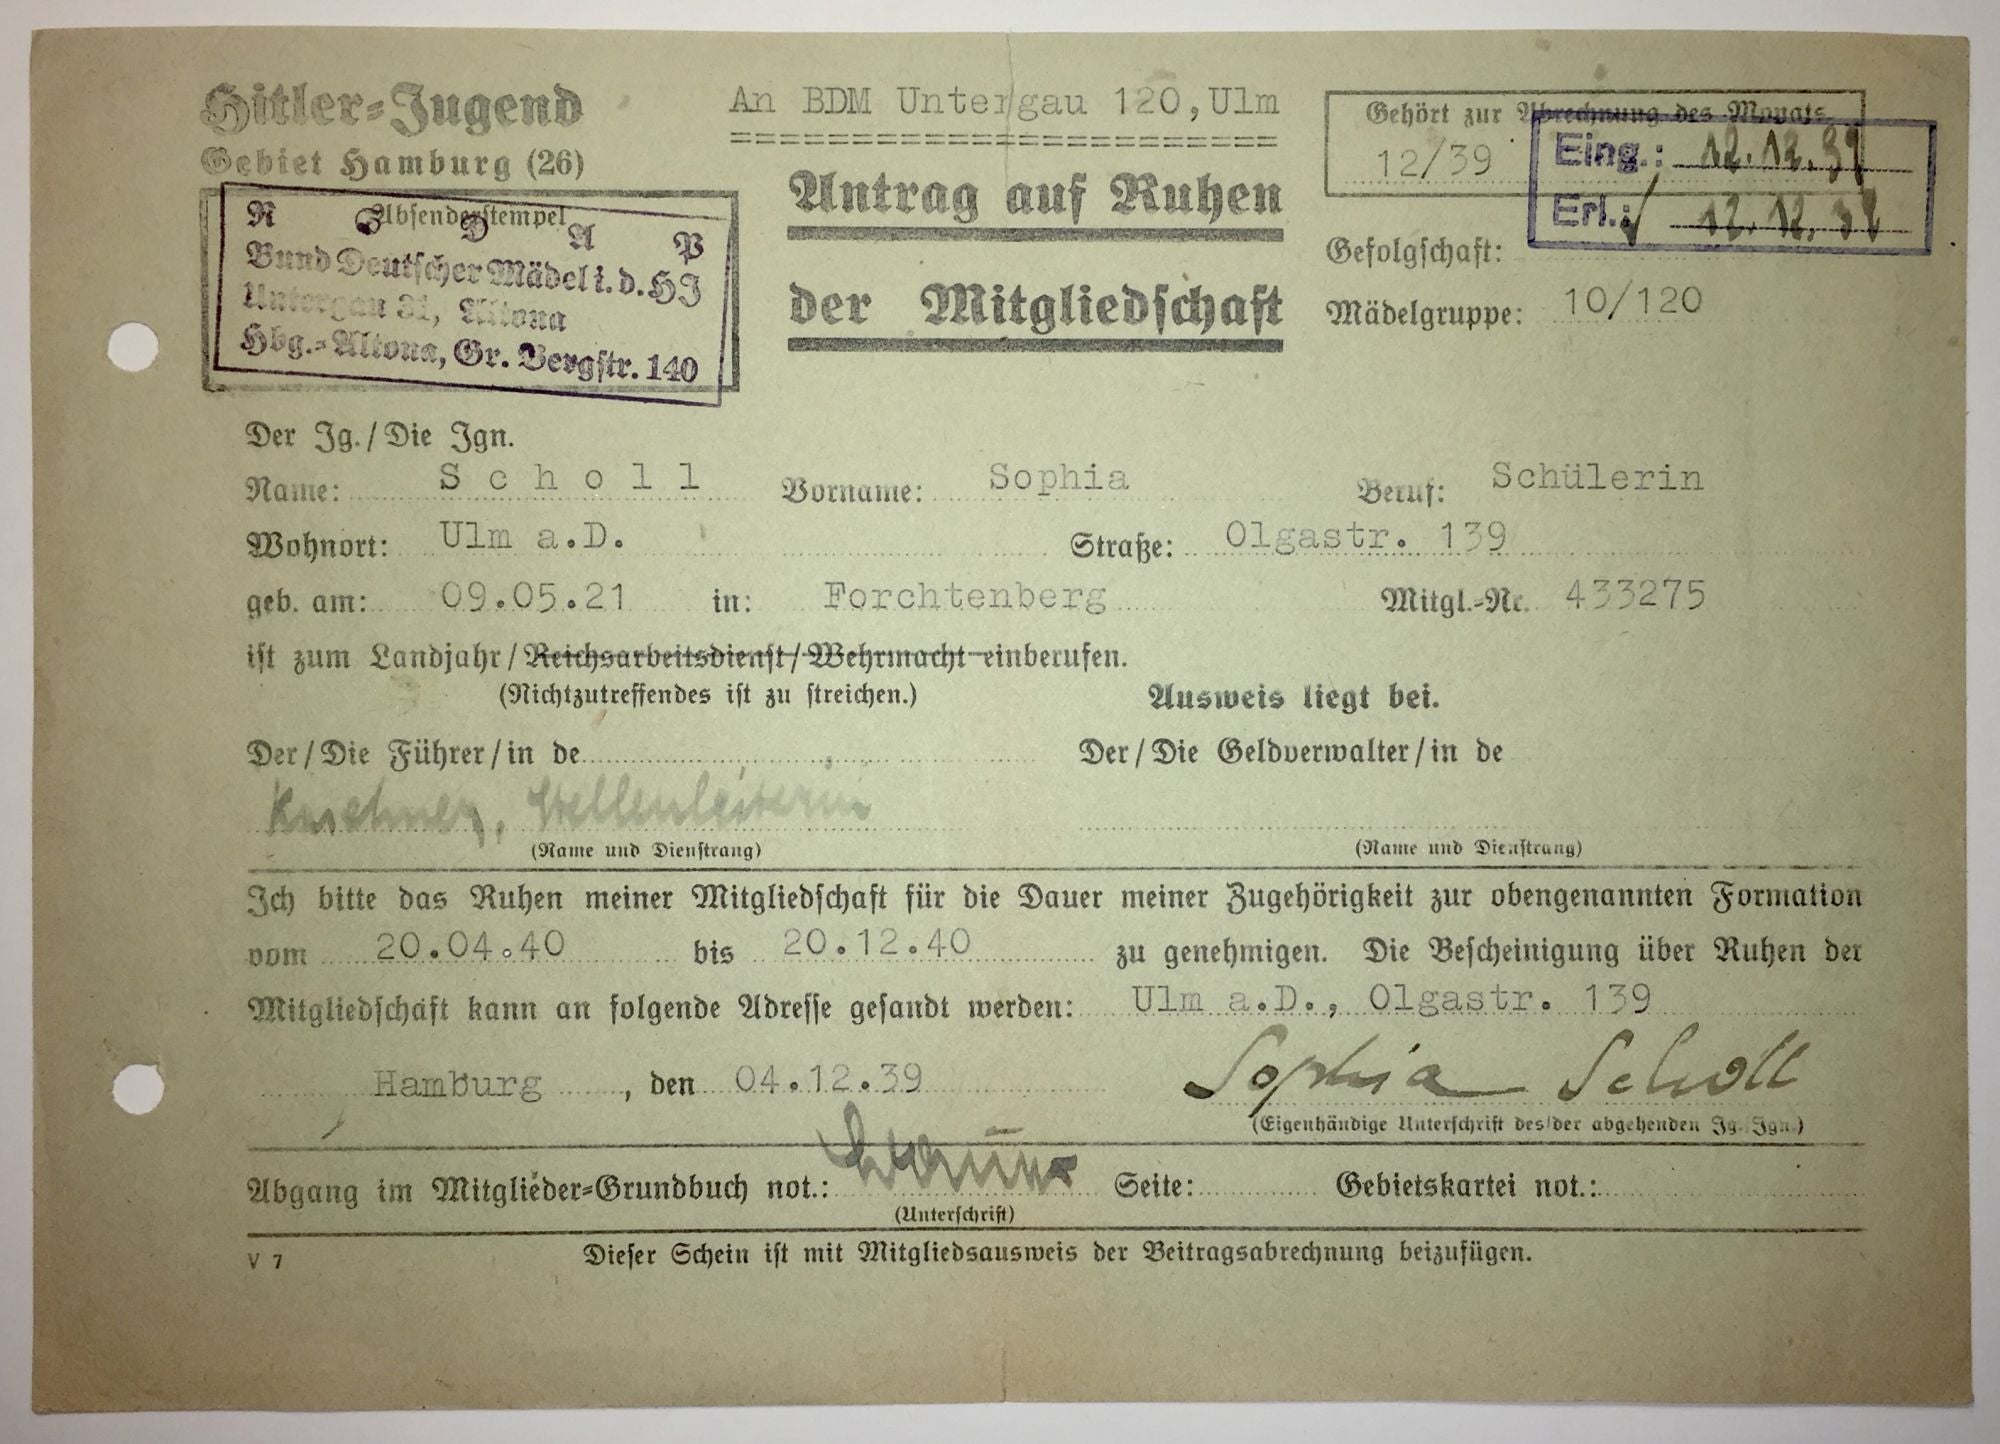 Hitler-Jugend
Gebiet Hamburg (26)
Absenderstempel
N S D A P
Bund Deutscher Mädel i. d. HJ
Untergau 31, Altona
Hbg.-Altona, Gr. Bergstr. 140
An BDM Untergau 120, Ulm
Antrag auf Ruhen
der Mitgliedschaft
Gehört zur Abrechnung des Monats
12/39
Eing.: 12.12.39
Erl.: 12.12.39
Gefolgschaft:
Mädelgruppe: 10/120
Der Jg./Die Jgn.
Name: Scholl Vorname: Sophia Beruf: Schülerin
Wohnort: Ulm a.D. Straße: Olgastr. 139
geb. am: 09.05.21 in: Forchtenberg Mitgl.-Nr. 433275
ist zum Landjahr/Reichsarbeitsdienst/Wehrmacht einberufen.
(Nichtzutreffendes ist zu streichen.) Ausweis liegt bei.
Der/Die Führer/in de Der/Die Geldverwalter/in de
Stellenleiterin
(Name und Dienstrang) (Name und Dienstrang)
Ich bitte das Ruhen meiner Mitgliedschaft für die Dauer meiner Zugehörigkeit zur obengenannten Formation
vom 20.04.40 bis 20.12.40 zu genehmigen. Die Bescheinigung über Ruhen der
Mitgliedschaft kann an folgende Adresse gesandt werden: Ulm a.D., Olgastr. 139
Hamburg, den 04.12.39 Sophia Scholl
(Eigenhändige Unterschrift des/der abgehenden Jg./Jgn.)
Abgang im Mitglieder-Grundbuch not.: Seite: Gebietskartei not.:
(Unterschrift)
V 7 Dieser Schein ist mit Mitgliedsausweis der Beitragsabrechnung beizufügen.